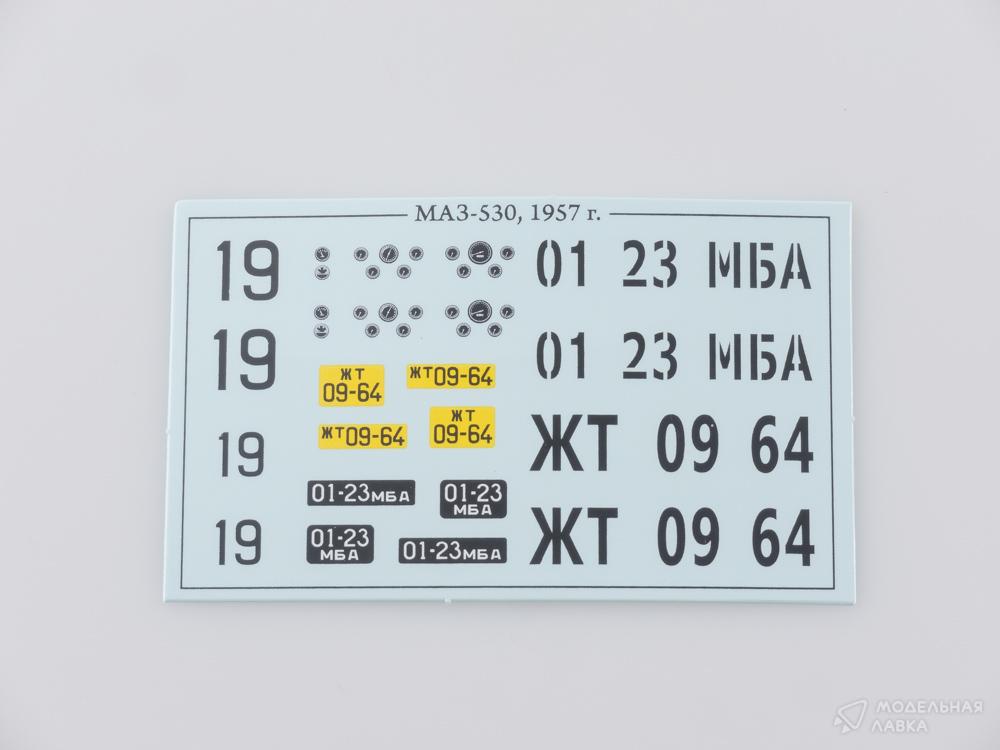 МАЗ-530, 1957 г.
19
01 23 МБА
19
01 23 МБА
ЖТ
09-64
ЖТ 09-64
ЖТ 09-64
ЖТ
09-64
19
ЖТ 09 64
01-23 МБА
01-23
МБА
19
01-23
МБА
01-23 МБА
ЖТ 09 64
МОДЕЛЬНАЯ
ЛАВКА